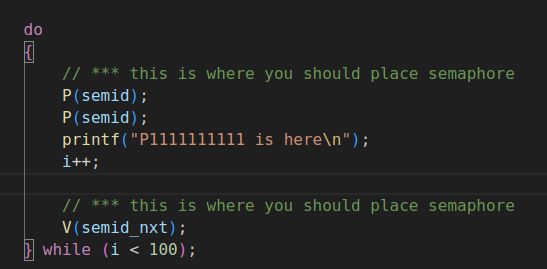 do
{
    // *** this is where you should place semaphore
    P(semid);
    P(semid);
    printf("P1111111111 is here\n");
    i++;

    // *** this is where you should place semaphore
    V(semid_nxt);
} while (i < 100);